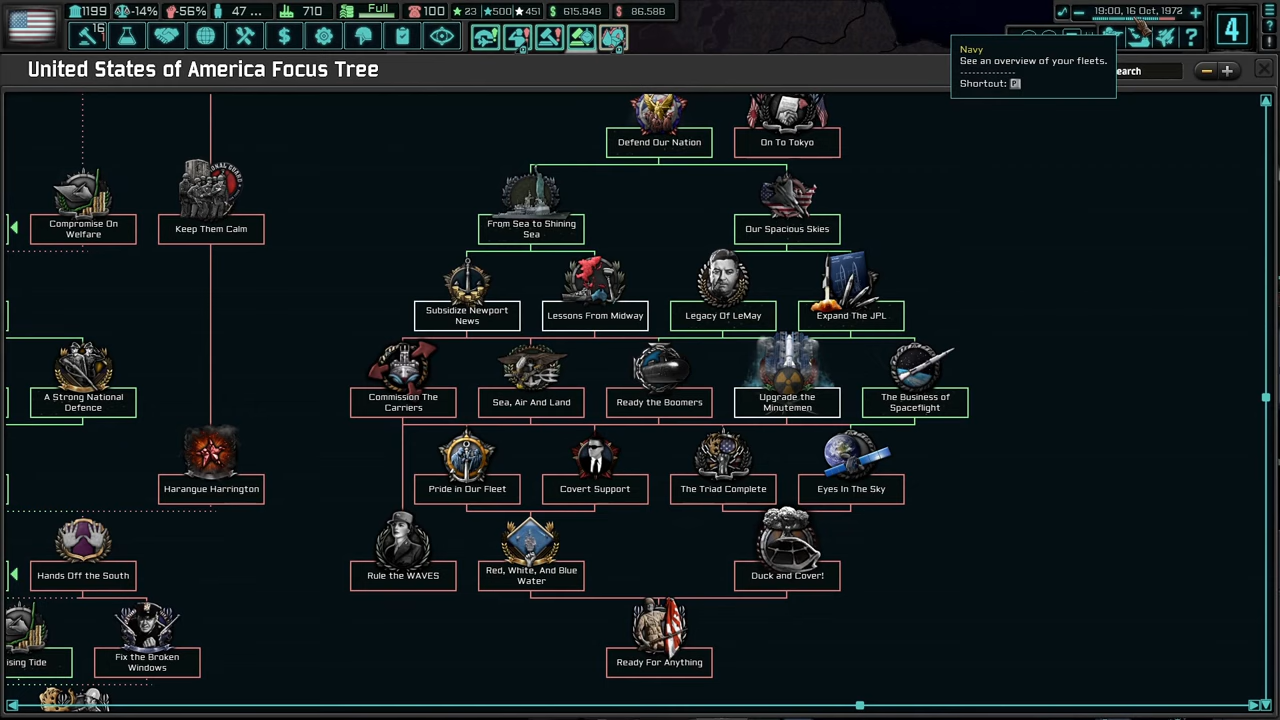 1199
-14%
-56%
47 ...
710
Full
100
23
500
451
$ 615.94B
$ 86.58B
19:00, 16 Oct, 1972
4
16
United States of America Focus Tree
earch
Navy
See an overview of your fleets.
--------------
Shortcut: P
Defend Our Nation
On To Tokyo
Compromise On
Welfare
Keep Them Calm
From Sea to Shining
Sea
Our Spacious Skies
Subsidize Newport
News
Lessons From Midway
Legacy Of LeMay
Expand The JPL
A Strong National
Defence
Commission The
Carriers
Sea, Air And Land
Ready the Boomers
Upgrade the
Minutemen
The Business of
Spaceflight
Harangue Harrington
Pride in Our Fleet
Covert Support
The Triad Complete
Eyes In The Sky
Hands Off the South
Rule the WAVES
Red, White, And Blue
Water
Duck and Cover!
ising Tide
Fix the Broken
Windows
Ready For Anything